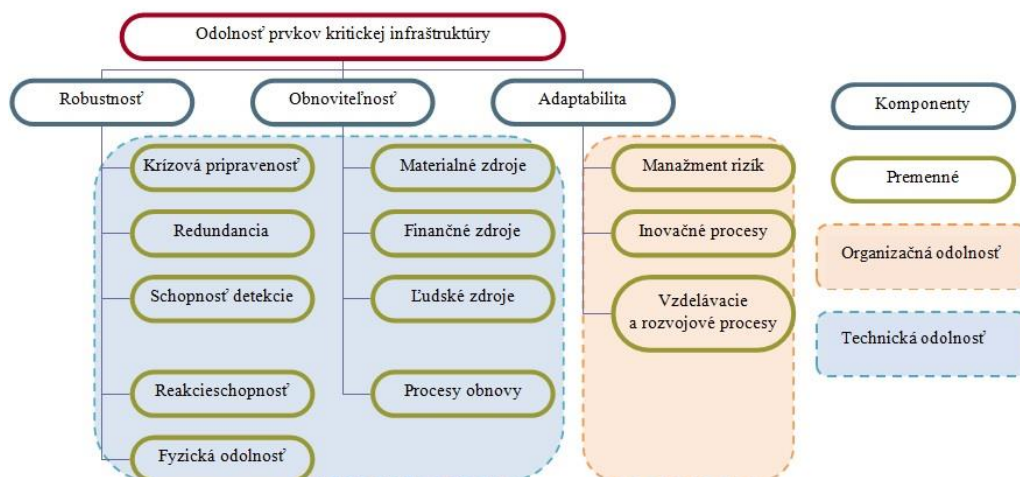 Odolnosť prvkov kritickej infraštruktúry
Robustnosť
Obnoviteľnosť
Adaptabilita
Komponenty
Krízová pripravenosť
Materialné zdroje
Manažment rizík
Premenné
Redundancia
Finančné zdroje
Inovačné procesy
Organizačná odolnosť
Schopnosť detekcie
Ľudské zdroje
Vzdelávacie
a rozvojové procesy
Technická odolnosť
Reakcieschopnosť
Procesy obnovy
Fyzická odolnosť